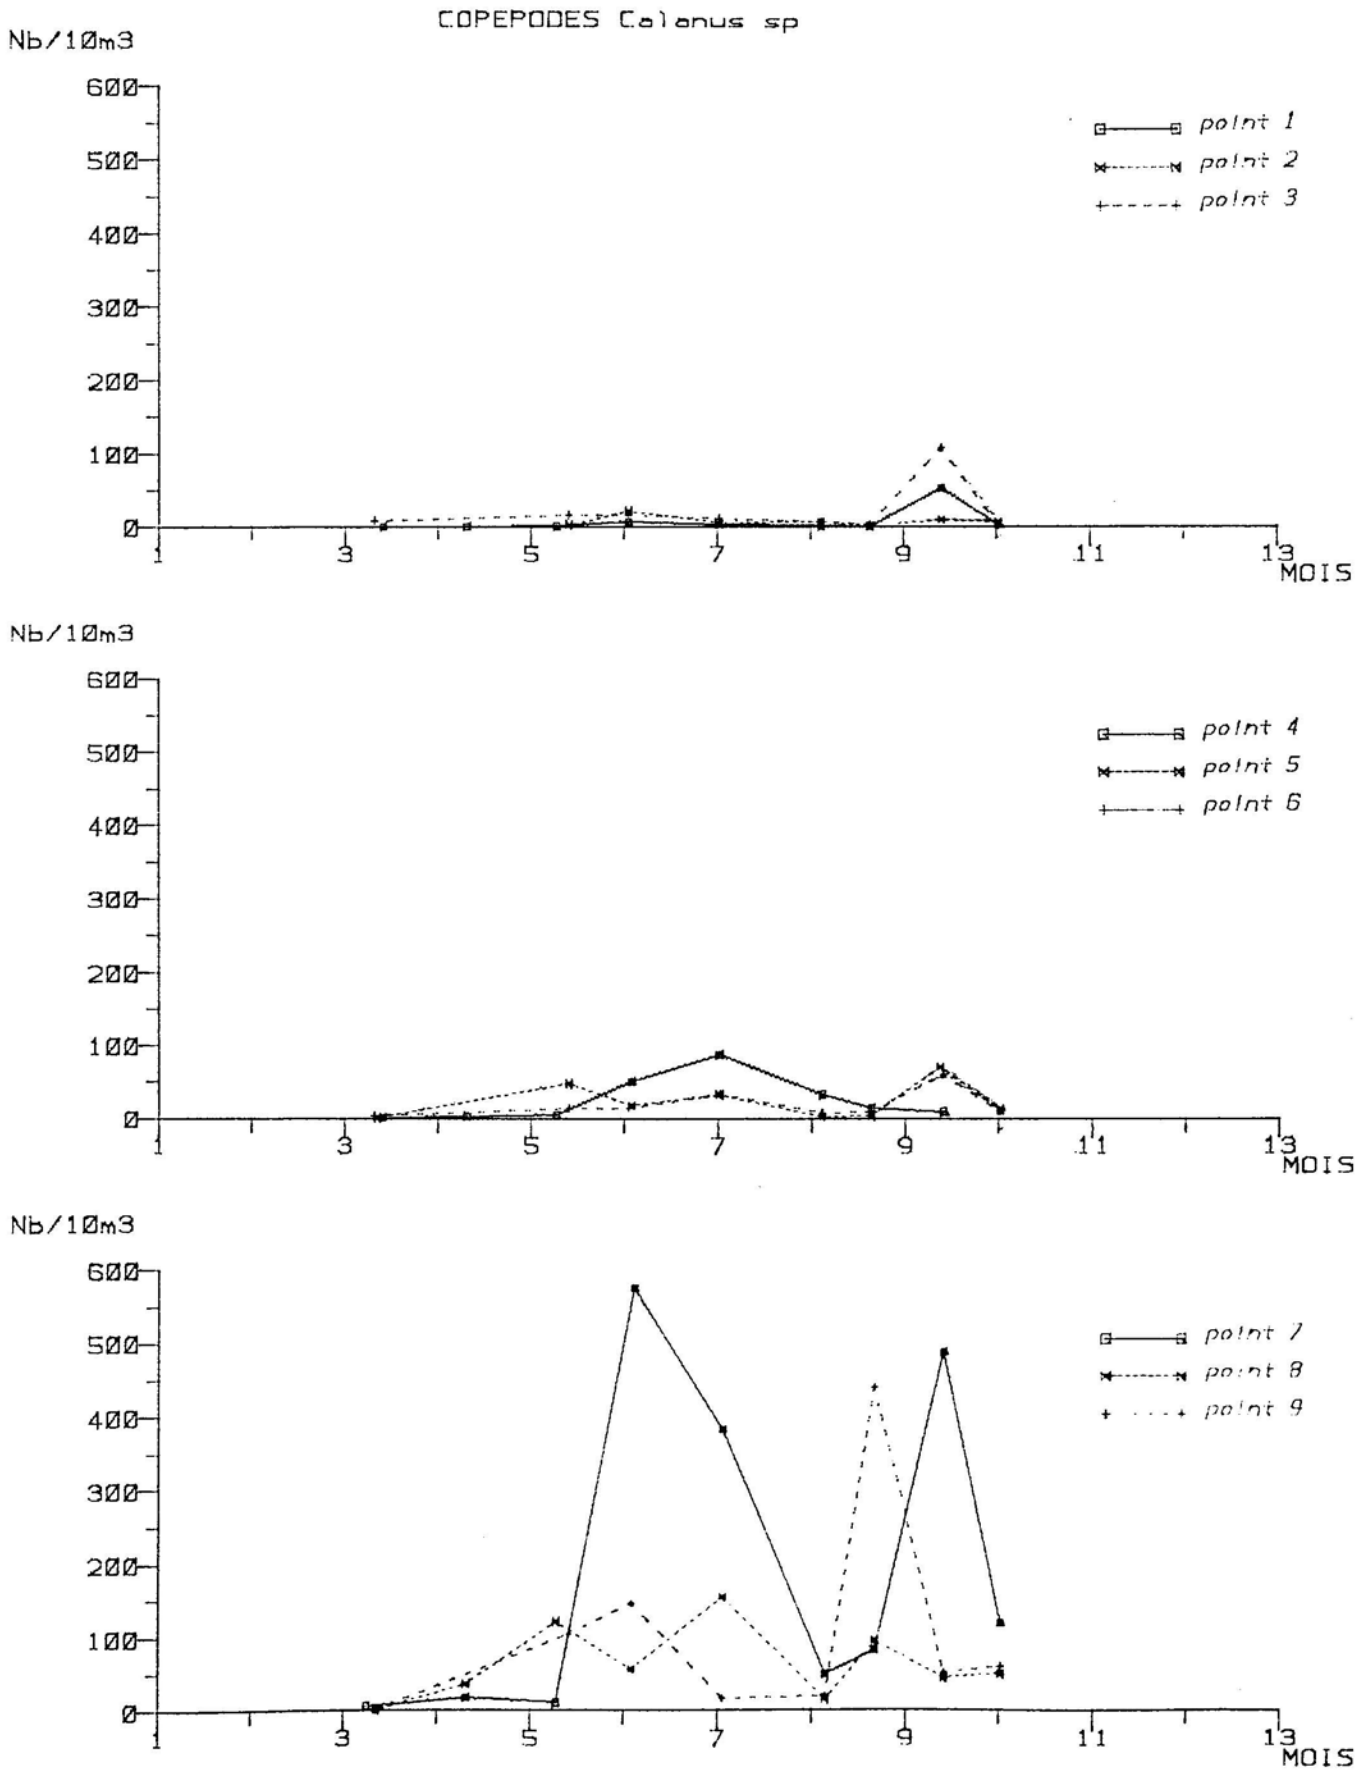 COPEPODES Calanus sp
Nb/10m3
600
500
400
300
200
100
0
point 1
point 2
point 3
1 3 5 7 9 11 13
MOIS
Nb/10m3
600
500
400
300
200
100
0
point 4
point 5
point 6
1 3 5 7 9 11 13
MOIS
Nb/10m3
600
500
400
300
200
100
0
point 7
point 8
point 9
1 3 5 7 9 11 13
MOIS